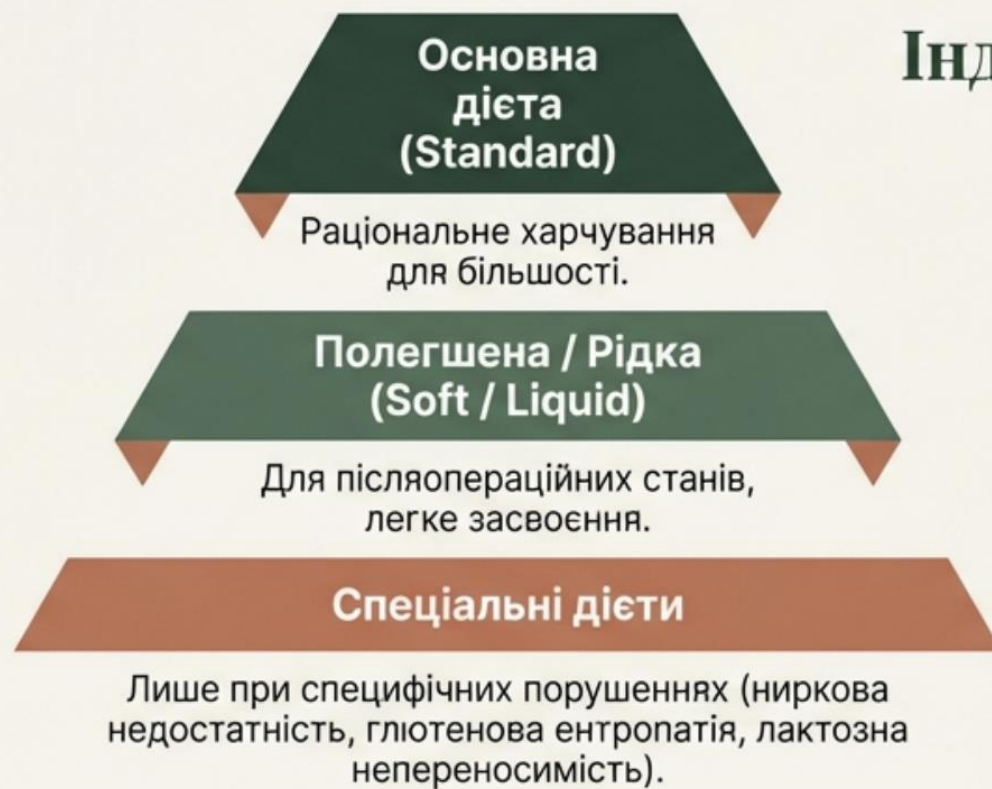 Основна
дієта
(Standard)
Інд
Раціональне харчування
для більшості.
Полегшена / Рідка
(Soft / Liquid)
Для післяопераційних станів,
легке засвоєння.
Спеціальні дієти
Лише при специфічних порушеннях (ниркова
недостатність, глютенова ентропатія, лактозна
непереносимість).